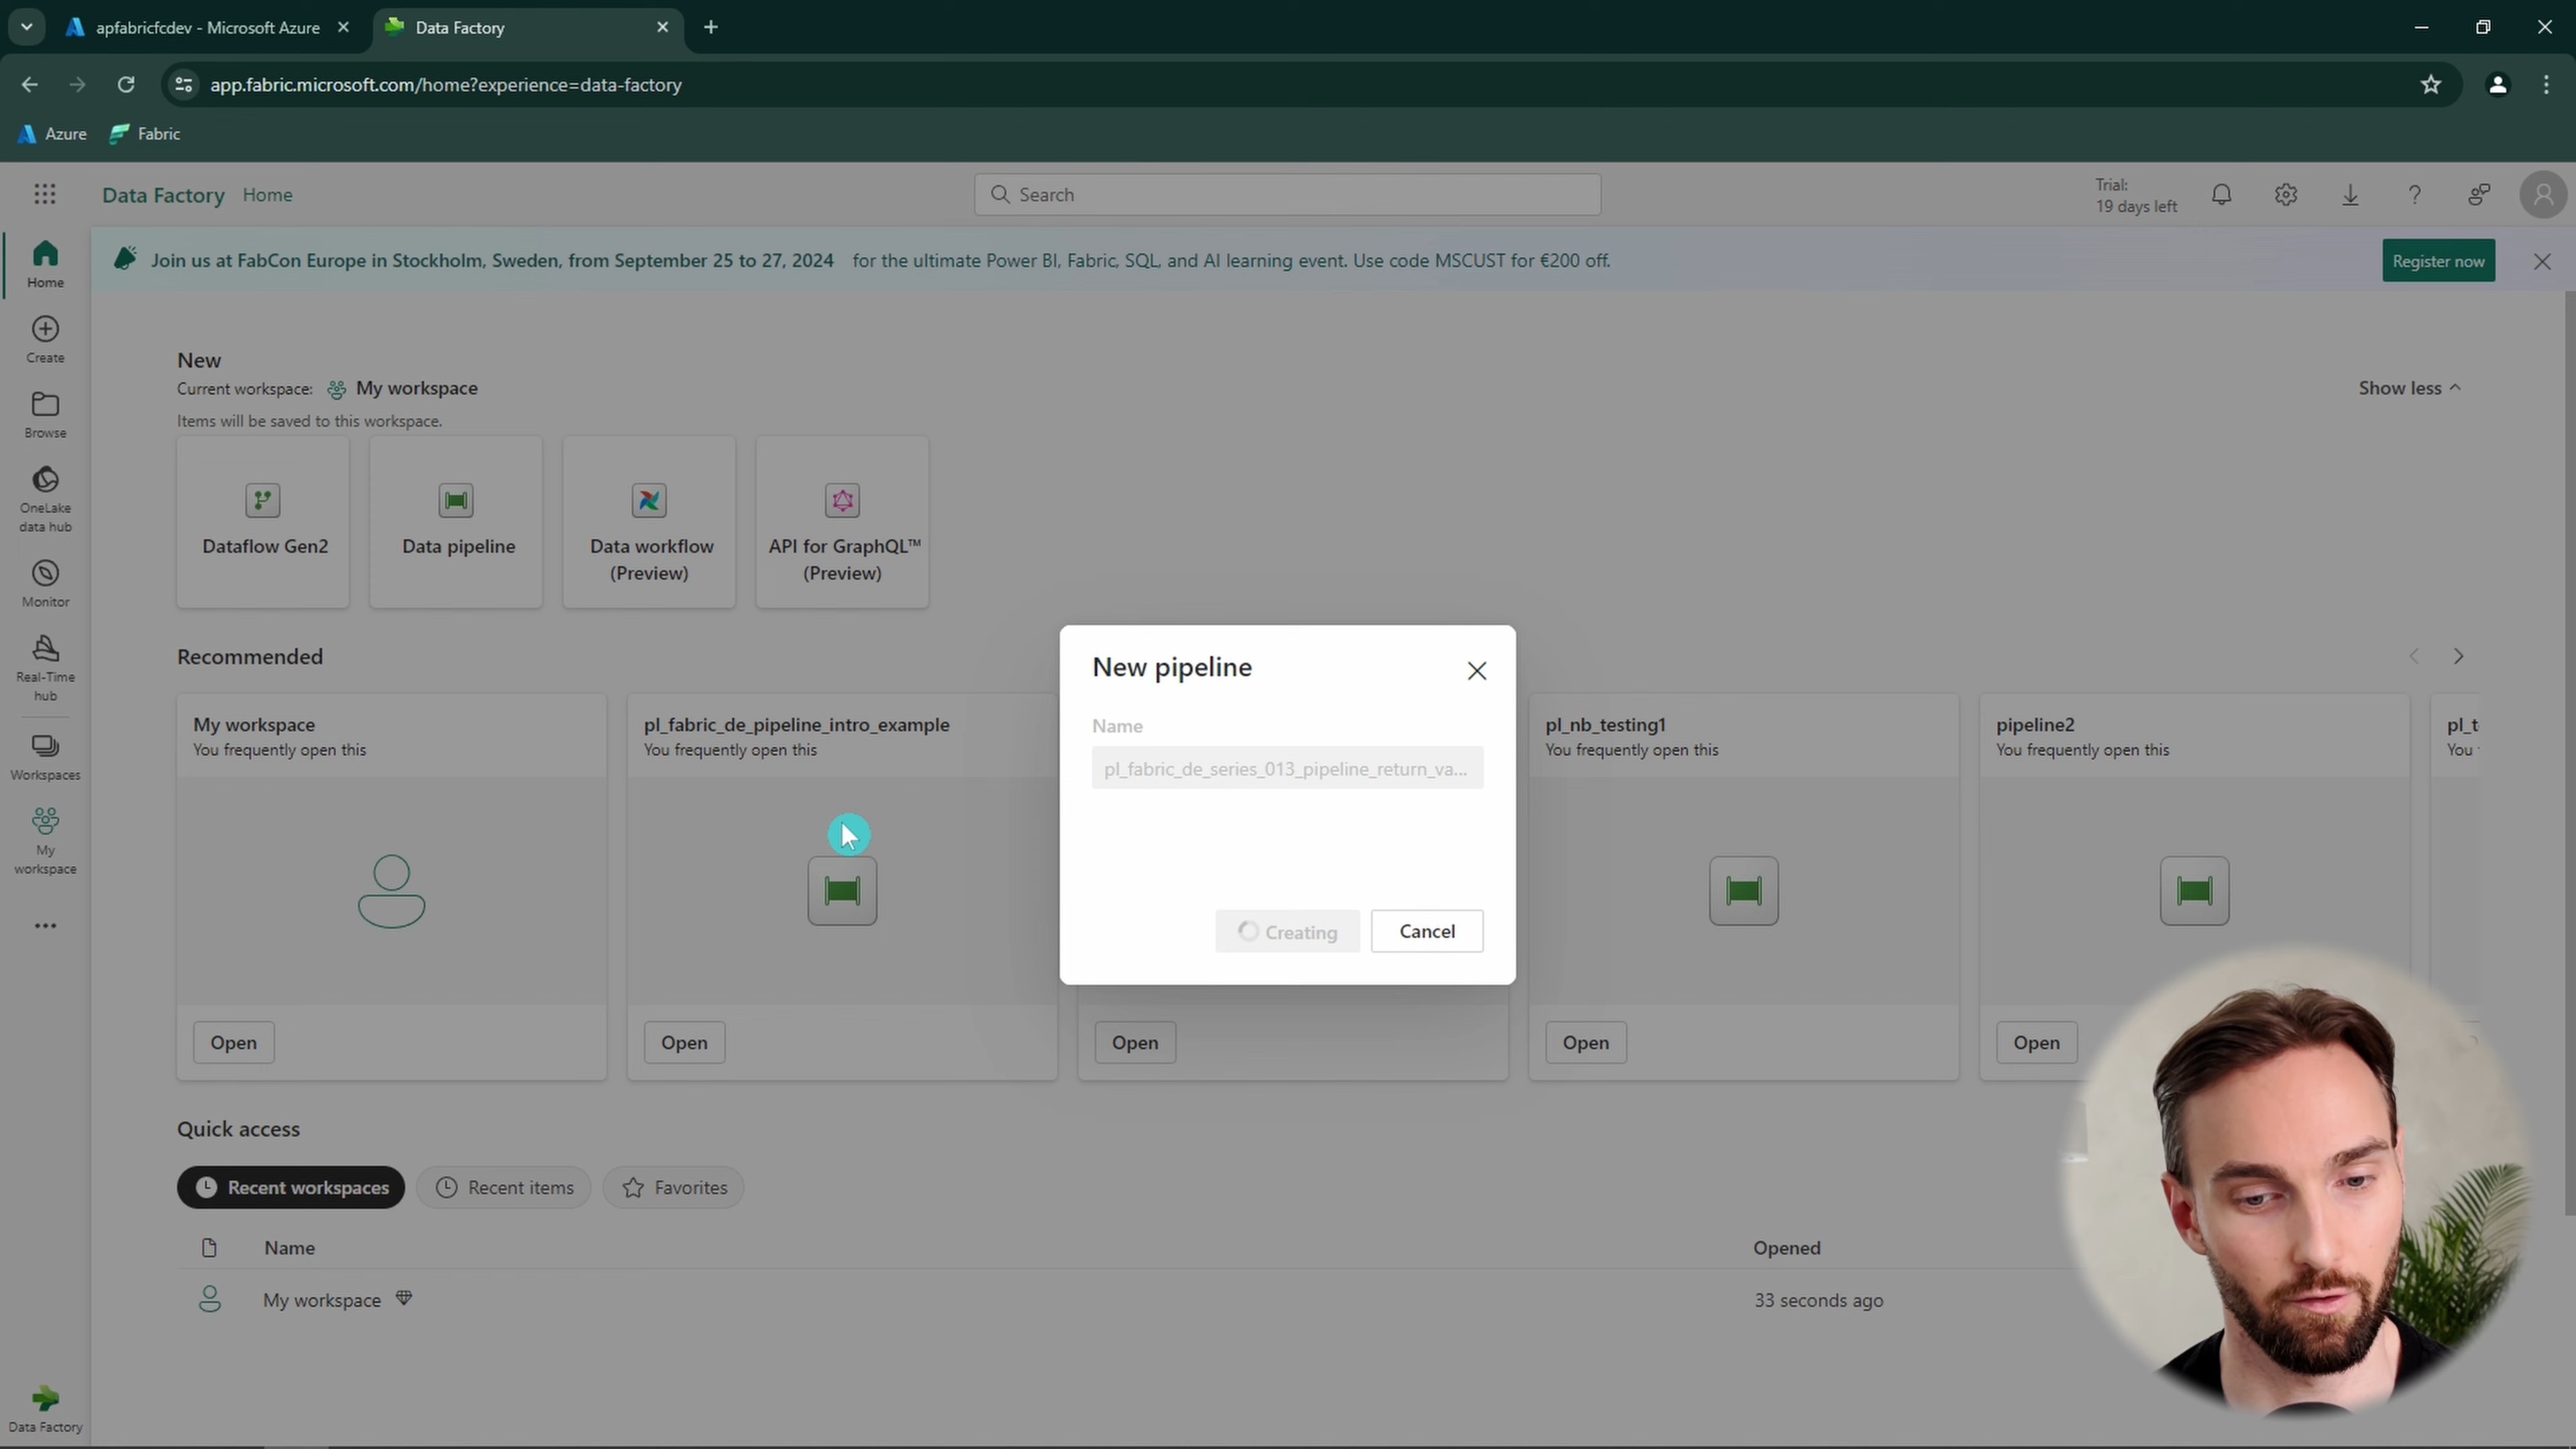 apfabricfcdev - Microsoft Azure
Data Factory
app.fabric.microsoft.com/home?experience=data-factory
Azure
Fabric
Data Factory
Home
Search
Trial:
19 days left
Join us at FabCon Europe in Stockholm, Sweden, from September 25 to 27, 2024 for the ultimate Power BI, Fabric, SQL, and AI learning event. Use code MSCUST for €200 off.
Register now
Home
Create
Browse
OneLake
data hub
Monitor
Real-Time
hub
Workspaces
My
workspace
Data Factory
New
Current workspace: My workspace
Show less
Items will be saved to this workspace.
Dataflow Gen2
Data pipeline
Data workflow
(Preview)
API for GraphQL™
(Preview)
Recommended
My workspace
You frequently open this
Open
pl_fabric_de_pipeline_intro_example
You frequently open this
Open
Open
pl_nb_testing1
You frequently open this
Open
pipeline2
You frequently open this
Open
pl_t
You
New pipeline
Name
pl_fabric_de_series_013_pipeline_return_va...
Creating
Cancel
Quick access
Recent workspaces
Recent items
Favorites
Name
Opened
My workspace
33 seconds ago